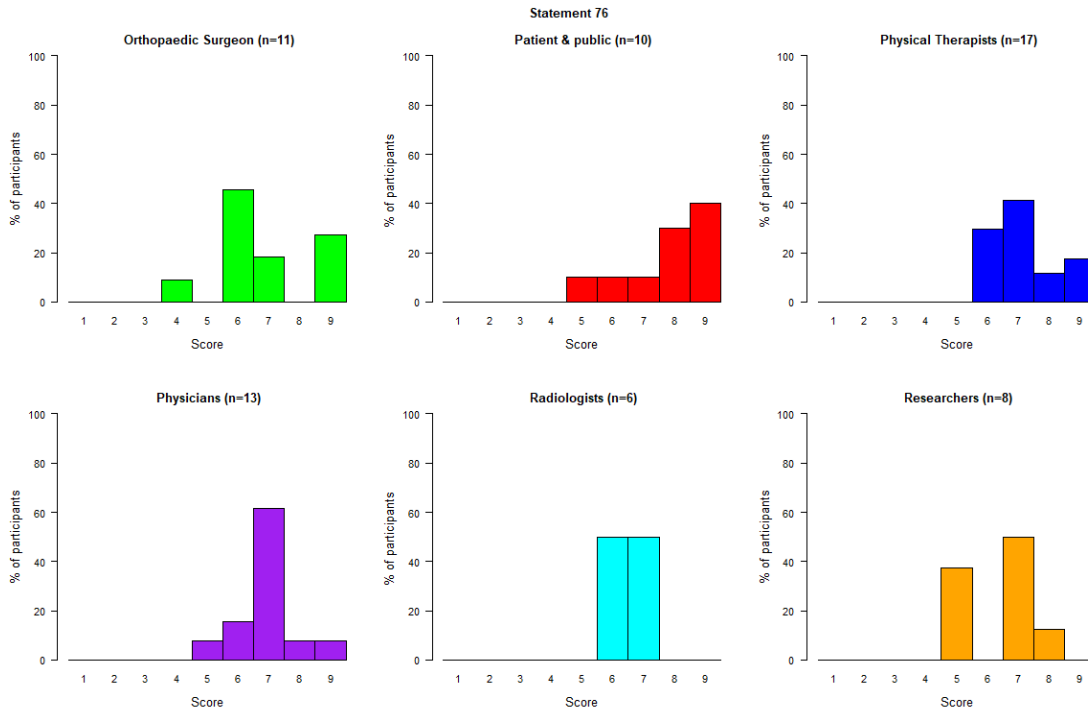 Statement 76
Orthopaedic Surgeon (n=11)
100
80
60
40
20
0
% of participants
1 2 3 4 5 6 7 8 9
Score
Patient & public (n=10)
100
80
60
40
20
0
% of participants
1 2 3 4 5 6 7 8 9
Score
Physical Therapists (n=17)
100
80
60
40
20
0
% of participants
1 2 3 4 5 6 7 8 9
Score
Physicians (n=13)
100
80
60
40
20
0
% of participants
1 2 3 4 5 6 7 8 9
Score
Radiologists (n=6)
100
80
60
40
20
0
% of participants
1 2 3 4 5 6 7 8 9
Score
Researchers (n=8)
100
80
60
40
20
0
% of participants
1 2 3 4 5 6 7 8 9
Score